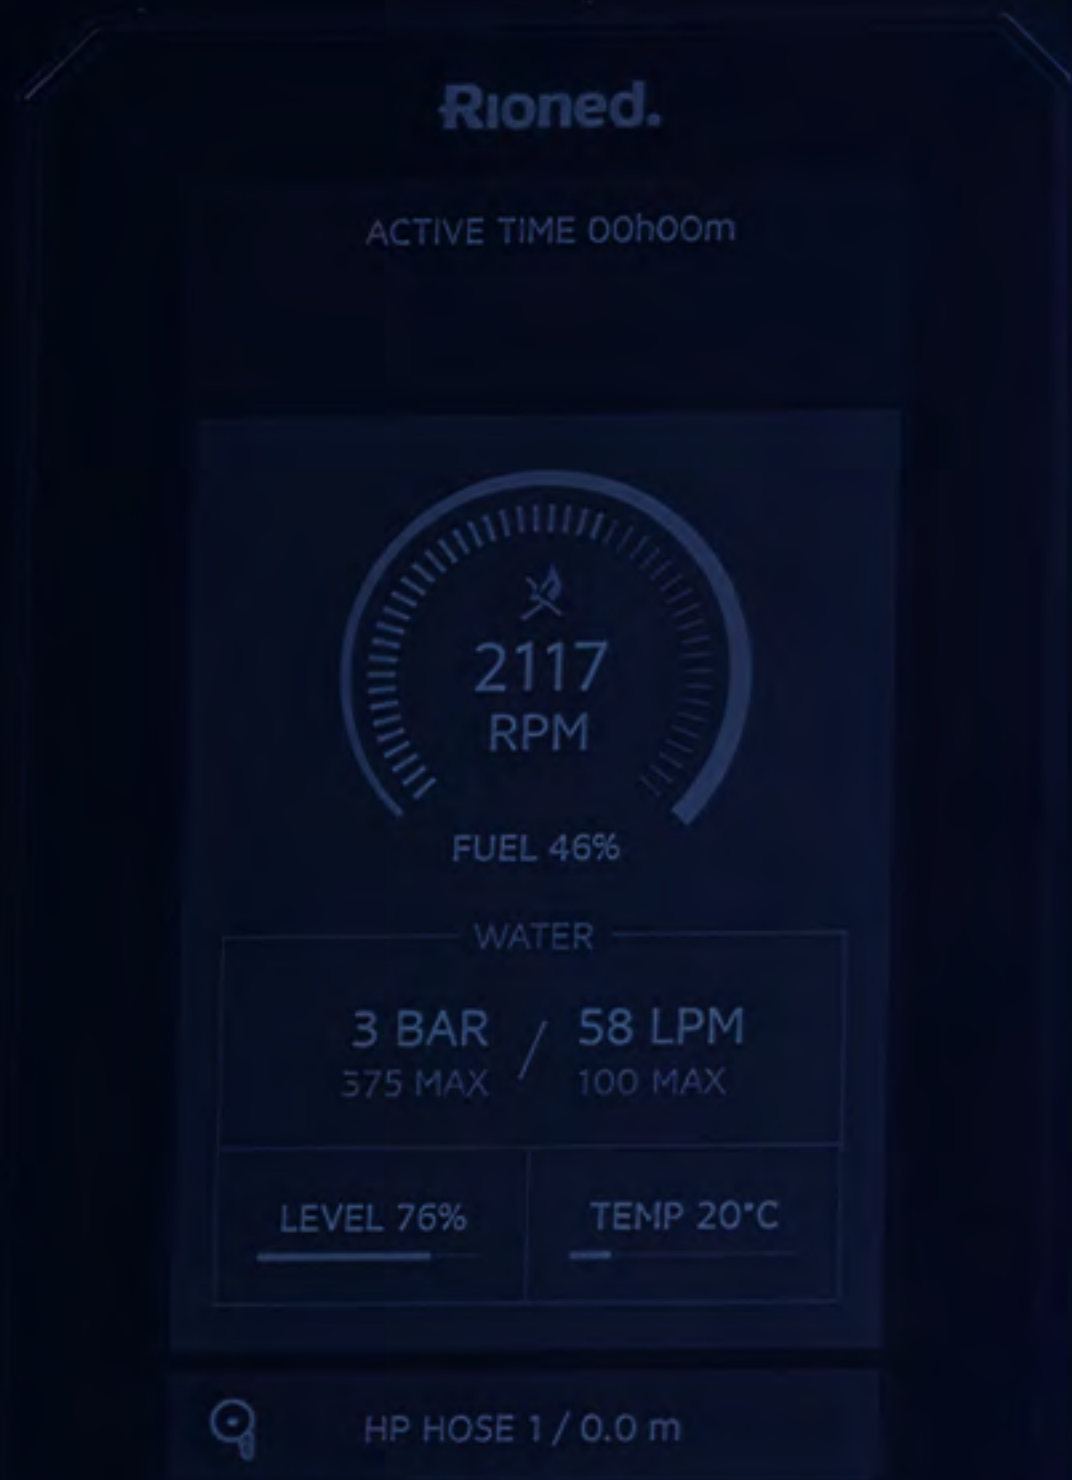 Rioned.
ACTIVE TIME 00h00m
2117
RPM
FUEL 46%
WATER
3 BAR / 58 LPM
375 MAX 100 MAX
LEVEL 76% TEMP 20°C
HP HOSE 1 / 0.0 m